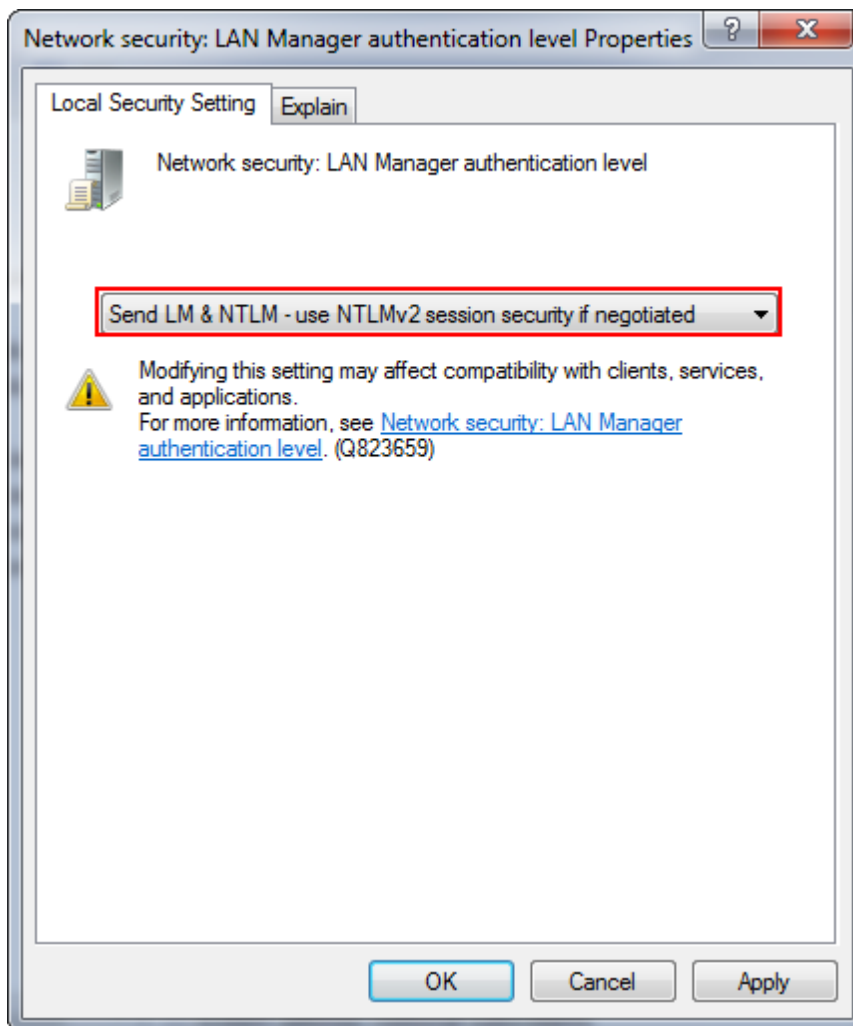 Network security: LAN Manager authentication level Properties
Local Security Setting
Explain
Network security: LAN Manager authentication level
Send LM & NTLM - use NTLMv2 session security if negotiated
Modifying this setting may affect compatibility with clients, services,
and applications.
For more information, see Network security: LAN Manager
authentication level. (Q823659)
OK
Cancel
Apply